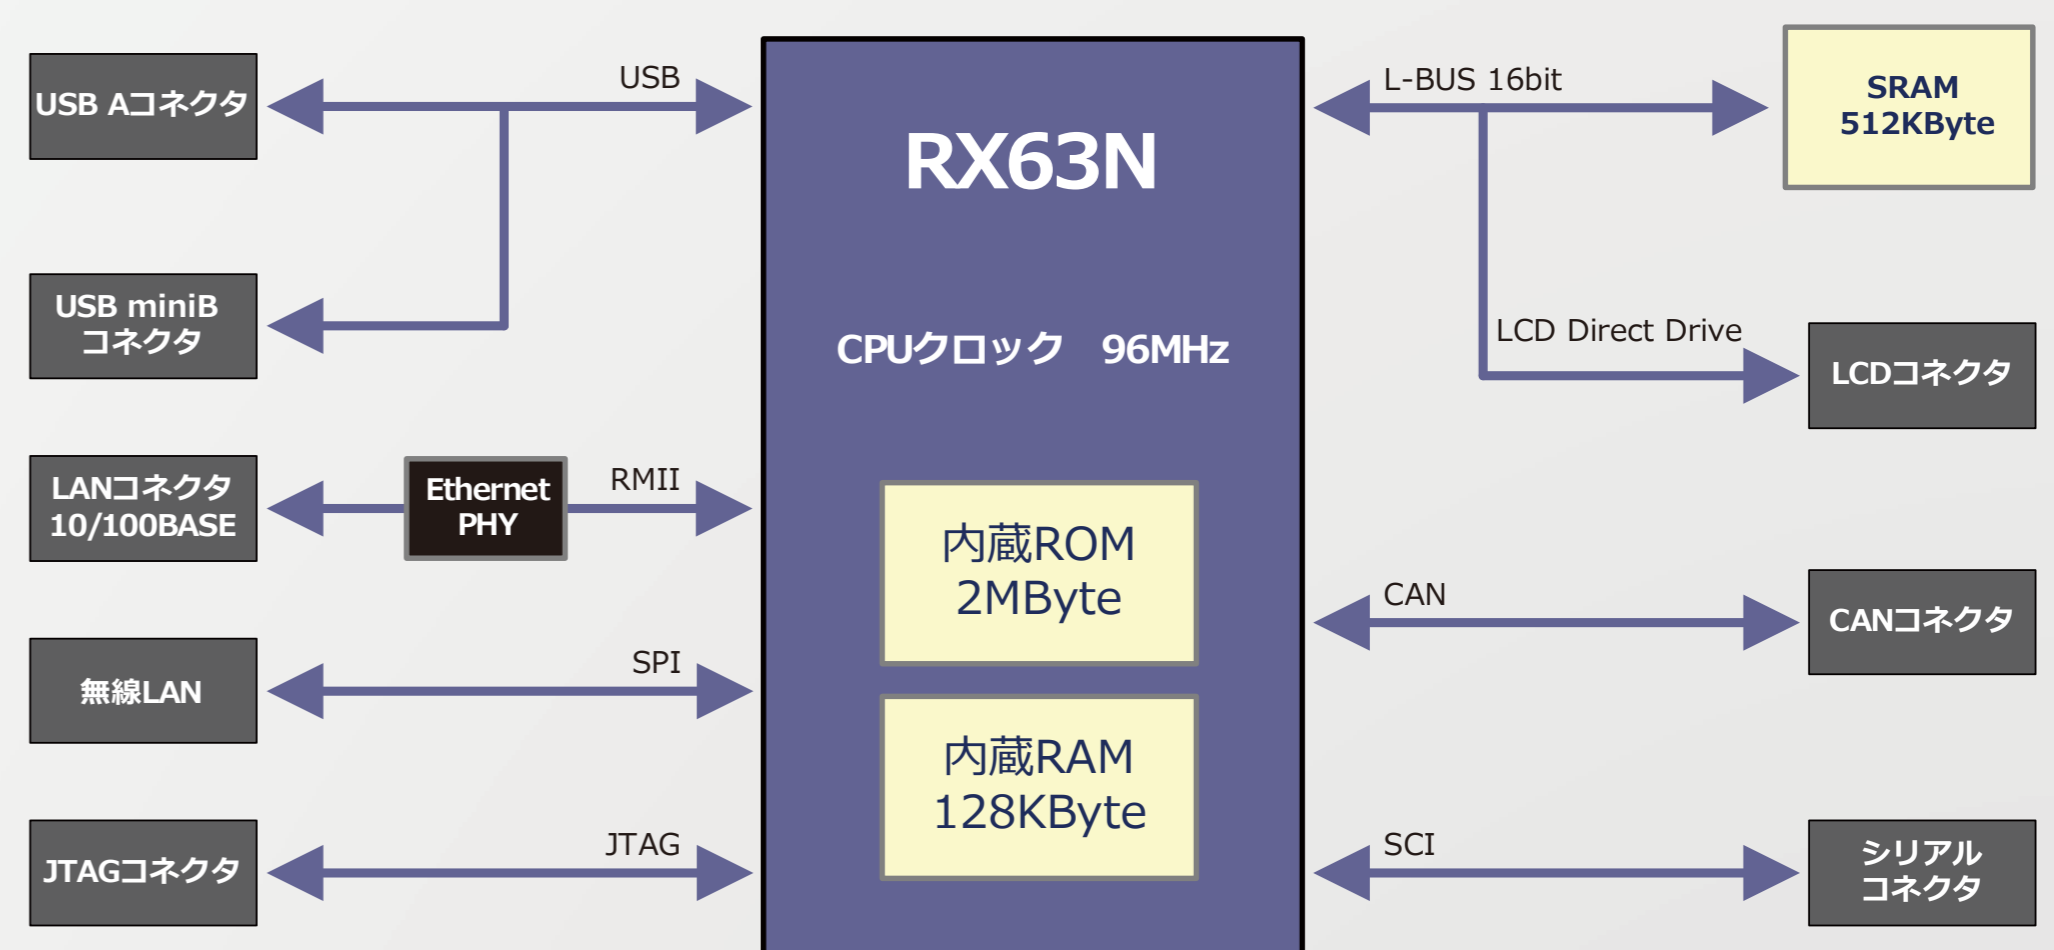 USB Aコネクタ
USB
USB miniB
コネクタ
LANコネクタ
10/100BASE
Ethernet
PHY
RMII
無線LAN
SPI
JTAGコネクタ
JTAG
RX63N
CPUクロック　96MHz
内蔵ROM
2MByte
内蔵RAM
128KByte
L-BUS 16bit
SRAM
512KByte
LCD Direct Drive
LCDコネクタ
CAN
CANコネクタ
SCI
シリアル
コネクタ